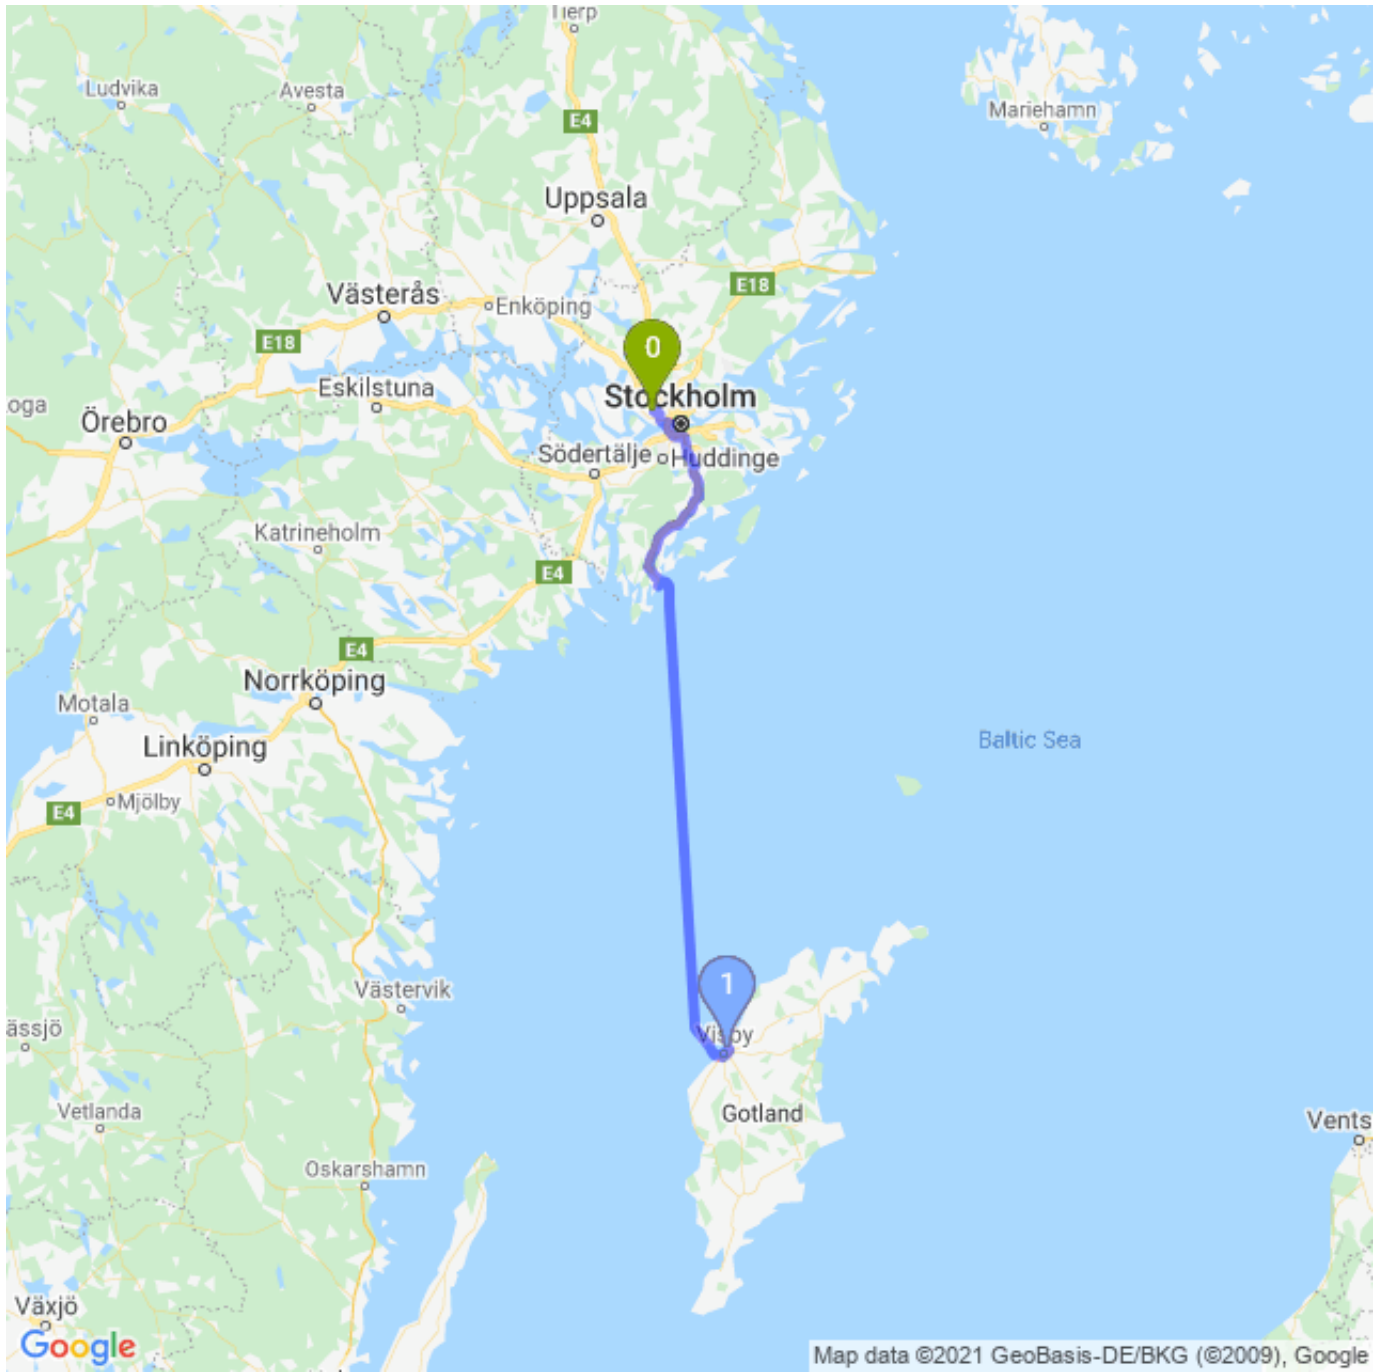 Tierp
Ludvika
Avesta
Mariehamn
E4
Uppsala
E18
Västerås
Enköping
0
E18
Eskilstuna
Stockholm
oga
Örebro
Södertälje
Huddinge
Katrineholm
E4
E4
Norrköping
Motala
Linköping
Baltic Sea
Mjölby
E4
1
Västervik
ässjö
Visby
Vetlanda
Gotland
Vents
Oskarshamn
Växjö
Google
Map data ©2021 GeoBasis-DE/BKG (©2009), Google